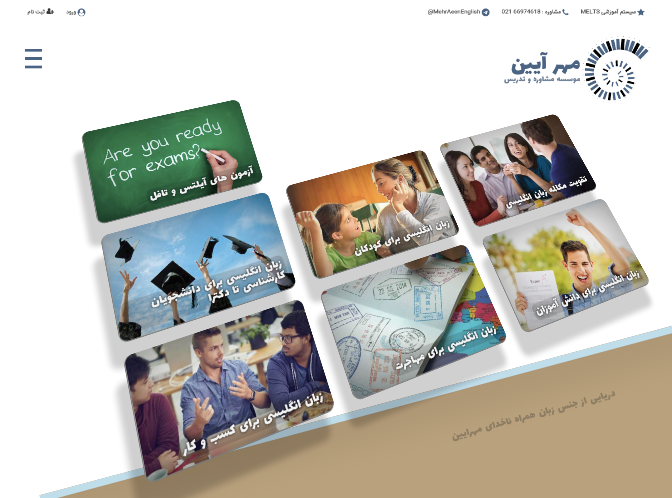 سیستم آموزشی MELTS
مشاوره : 66974618 021
@MehrAeenEnglish
ورود
ثبت نام
مهر آیین
موسسه مشاوره و تدریس
Are you ready
for exams?
آزمون های آیلتس و تافل
زبان انگلیسی برای کودکان
تقویت مکالمه زبان انگلیسی
زبان انگلیسی برای دانشجویان
کارشناسی تا دکترا
زبان انگلیسی برای مهاجرت
زبان انگلیسی برای دانش آموزان
زبان انگلیسی برای کسب و کار
دریایی از جنس زبان همراه ناخدای مهرآیین